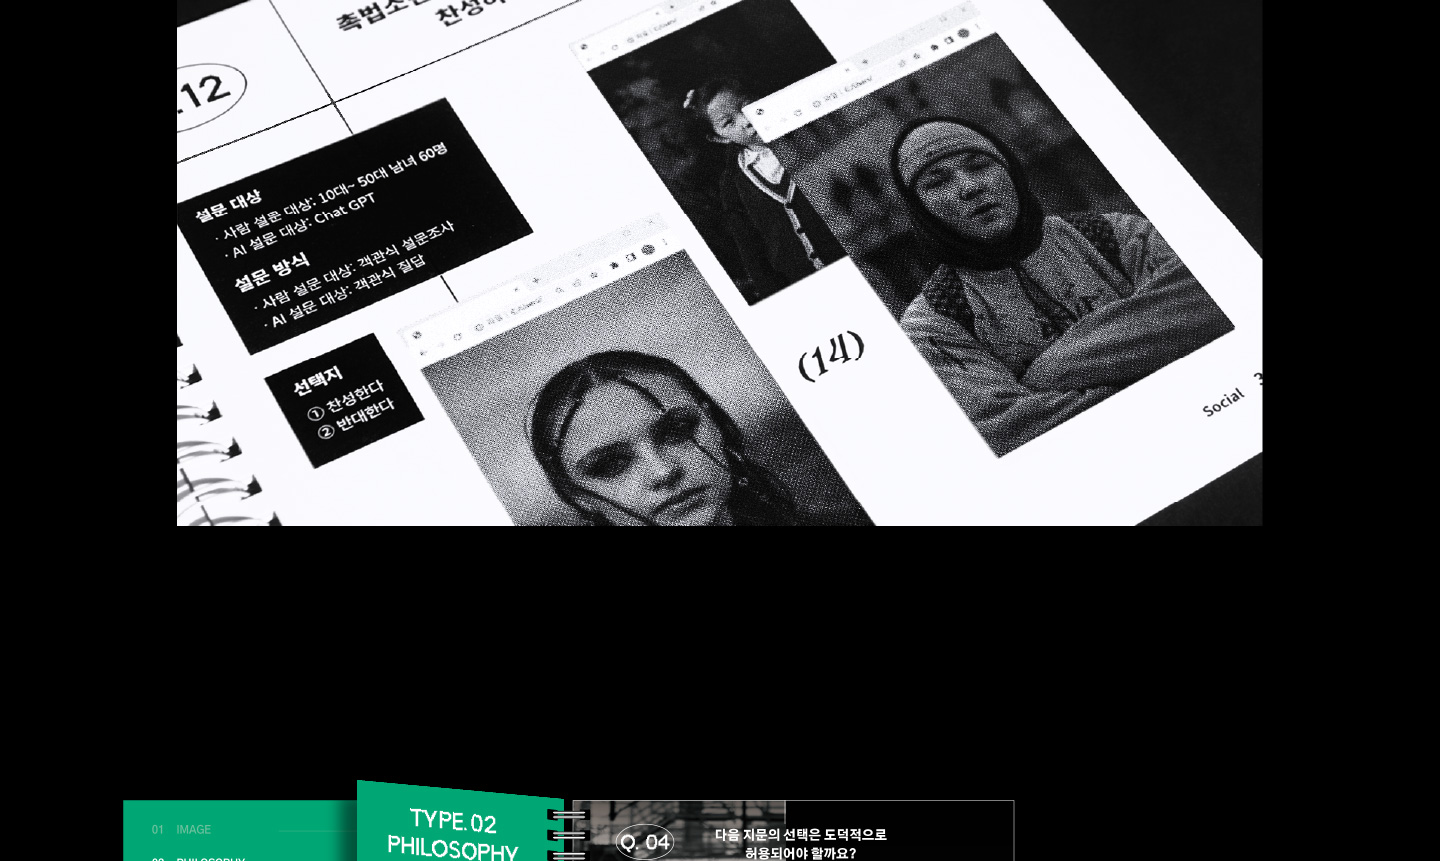 .12
설문 대상
· 사람 설문 대상: 10대~ 50대 남녀 60명
· AI 설문 대상: Chat GPT
설문 방식
· 사람 설문 대상: 객관식 설문조사
· AI 설문 대상: 객관식 질답
선택지
① 찬성한다
② 반대한다
(14)
Social
01 IMAGE
TYPE.02
PHILOSOPHY
02 PHILOSOPHY
Q. 04
다음 지문의 선택은 도덕적으로
허용되어야 할까요?